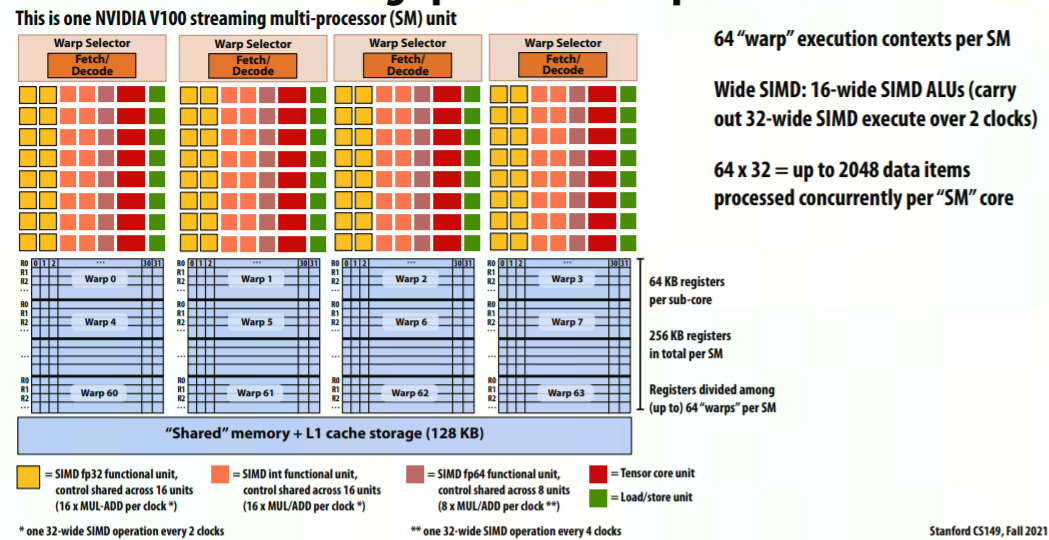 This is one NVIDIA V100 streaming multi-processor (SM) unit
Warp Selector
Fetch/
Decode
Warp Selector
Fetch/
Decode
Warp Selector
Fetch/
Decode
Warp Selector
Fetch/
Decode
64 “warp” execution contexts per SM
Wide SIMD: 16-wide SIMD ALUs (carry
out 32-wide SIMD execute over 2 clocks)
64 x 32 = up to 2048 data items
processed concurrently per “SM” core
R0 0 1 2 ... 30 31
R1
R2
...
Warp 0
R0
R1
R2
...
Warp 4
...
R0
R1
R2
...
Warp 60
R0 0 1 2 ... 30 31
R1
R2
...
Warp 1
R0
R1
R2
...
Warp 5
...
R0
R1
R2
...
Warp 61
R0 0 1 2 ... 30 31
R1
R2
...
Warp 2
R0
R1
R2
...
Warp 6
...
R0
R1
R2
...
Warp 62
R0 0 1 2 ... 30 31
R1
R2
...
Warp 3
R0
R1
R2
...
Warp 7
...
R0
R1
R2
...
Warp 63
64 KB registers
per sub-core
256 KB registers
in total per SM
Registers divided among
(up to) 64 “warps” per SM
“Shared” memory + L1 cache storage (128 KB)
= SIMD fp32 functional unit,
control shared across 16 units
(16 x MUL-ADD per clock *)
= SIMD int functional unit,
control shared across 16 units
(16 x MUL/ADD per clock *)
= SIMD fp64 functional unit,
control shared across 8 units
(8 x MUL/ADD per clock **)
= Tensor core unit
= Load/store unit
* one 32-wide SIMD operation every 2 clocks
** one 32-wide SIMD operation every 4 clocks
Stanford CS149, Fall 2021